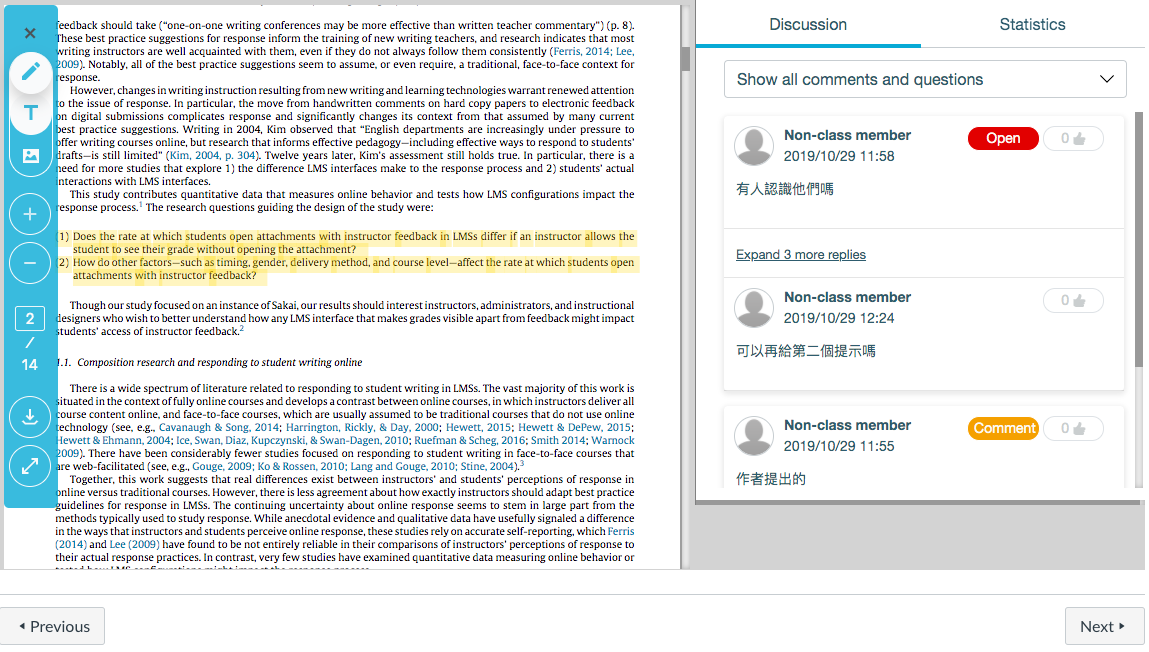 feedback should take (“one-on-one writing conferences may be more effective than written teacher commentary”) (p. 8).
These best practice suggestions for response inform the training of new writing teachers, and research indicates that most
writing instructors are well acquainted with them, even if they do not always follow them consistently (Ferris, 2014; Lee,
2009). Notably, all of the best practice suggestions seem to assume, or even require, a traditional, face-to-face context for
response.
However, changes in writing instruction resulting from new writing and learning technologies warrant renewed attention
to the issue of response. In particular, the move from handwritten comments on hard copy papers to electronic feedback
on digital submissions complicates response and significantly changes its context from that assumed by many current
best practice suggestions. Writing in 2004, Kim observed that “English departments are increasingly under pressure to
offer writing courses online, but research that informs effective pedagogy—including effective ways to respond to students’
drafts—is still limited” (Kim, 2004, p. 304). Twelve years later, Kim’s assessment still holds true. In particular, there is a
need for more studies that explore 1) the difference LMS interfaces make to the response process and 2) students’ actual
interactions with LMS interfaces.
This study contributes quantitative data that measures online behavior and tests how LMS configurations impact the
response process.1 The research questions guiding the design of the study were:
(1) Does the rate at which students open attachments with instructor feedback in LMSs differ if an instructor allows the
student to see their grade without opening the attachment?
(2) How do other factors—such as timing, gender, delivery method, and course level—affect the rate at which students open
attachments with instructor feedback?
Though our study focused on an instance of Sakai, our results should interest instructors, administrators, and instructional
designers who wish to better understand how any LMS interface that makes grades visible apart from feedback might impact
students’ access of instructor feedback.2
1.1. Composition research and responding to student writing online
There is a wide spectrum of literature related to responding to student writing in LMSs. The vast majority of this work is
situated in the context of fully online courses and develops a contrast between online courses, in which instructors deliver all
course content online, and face-to-face courses, which are usually assumed to be traditional courses that do not use online
technology (see, e.g., Cavanaugh & Song, 2014; Harrington, Rickly, & Day, 2000; Hewett, 2015; Hewett & DePew, 2015;
Hewett & Ehmann, 2004; Ice, Swan, Diaz, Kupczynski, & Swan-Dagen, 2010; Ruefman & Scheg, 2016; Smith 2014; Warnock
2009). There have been considerably fewer studies focused on responding to student writing in face-to-face courses that
are web-facilitated (see, e.g., Gouge, 2009; Ko & Rossen, 2010; Lang and Gouge, 2010; Stine, 2004).3
Together, this work suggests that real differences exist between instructors’ and students’ perceptions of response in
online versus traditional courses. However, there is less agreement about how exactly instructors should adapt best practice
guidelines for response in LMSs. The continuing uncertainty about online response seems to stem in large part from the
methods typically used to study response. While anecdotal evidence and qualitative data have usefully signaled a difference
in the ways that instructors and students perceive online response, these studies rely on accurate self-reporting, which Ferris
(2014) and Lee (2009) have found to be not entirely reliable in their comparisons of instructors’ perceptions of response to
their actual response practices. In contrast, very few studies have examined quantitative data measuring online behavior or
T
2
/
14
Discussion
Statistics
Show all comments and questions
Non-class member
Open
0
2019/10/29 11:58
有人認識他們嗎
Expand 3 more replies
Non-class member
0
2019/10/29 12:24
可以再給第二個提示嗎
Non-class member
Comment
0
2019/10/29 11:55
作者提出的
Previous
Next